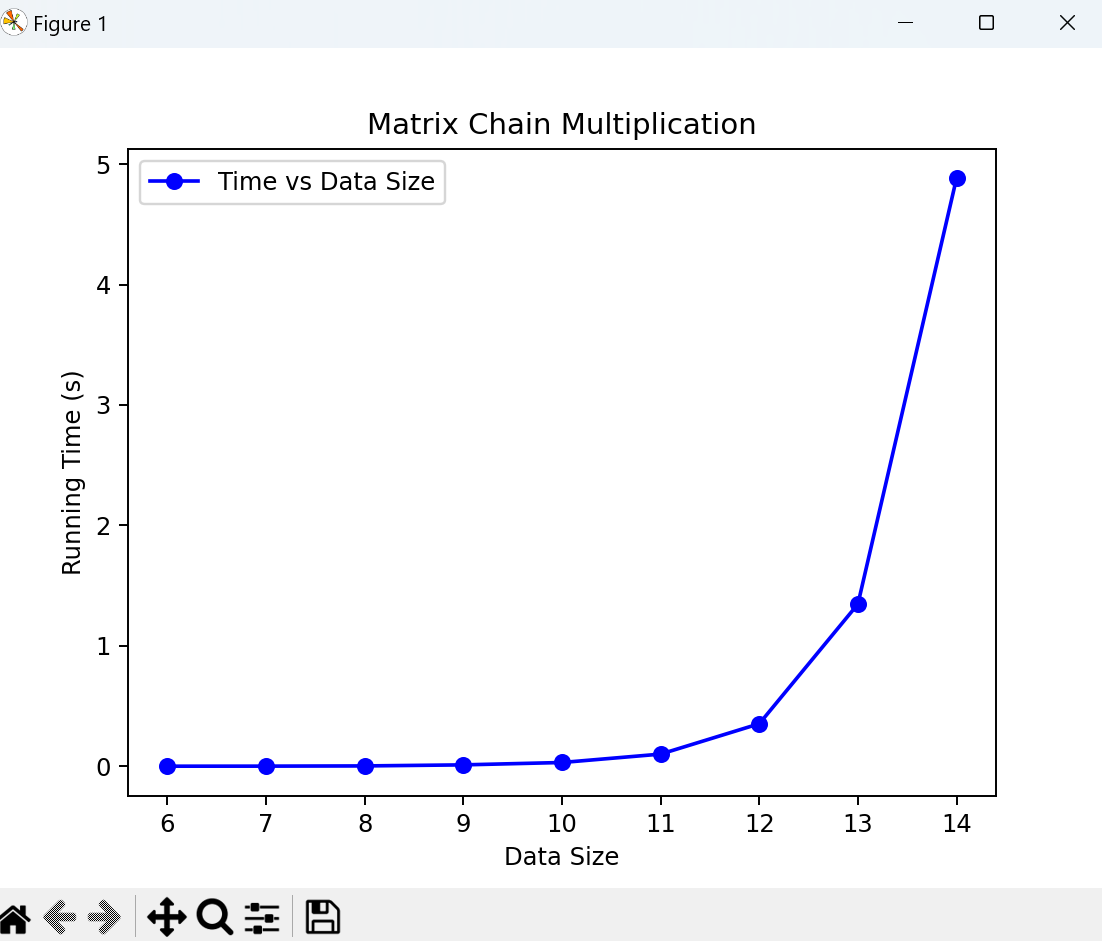 Figure 1
Matrix Chain Multiplication
Time vs Data Size
5
4
3
2
1
0
Running Time (s)
6 7 8 9 10 11 12 13 14
Data Size